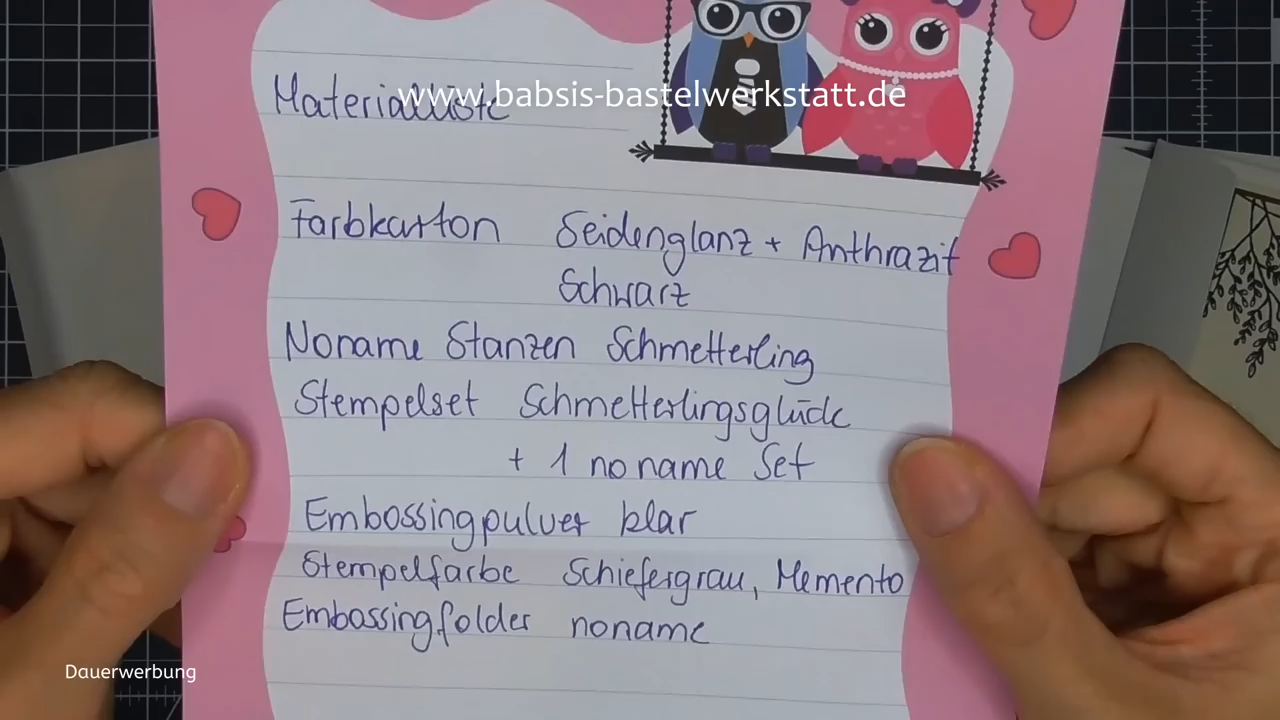 www.babsis-bastelwerkstatt.de
Materialliste
Farbkarton Seidenglanz + Anthrazit
Schwarz
Noname Stanzen Schmetterling
Stempelset Schmetterlingsglück
+ 1 noname Set
Embossingpulver klar
Stempelfarbe Schiefergrau, Memento
Embossingfolder noname
Dauerwerbung